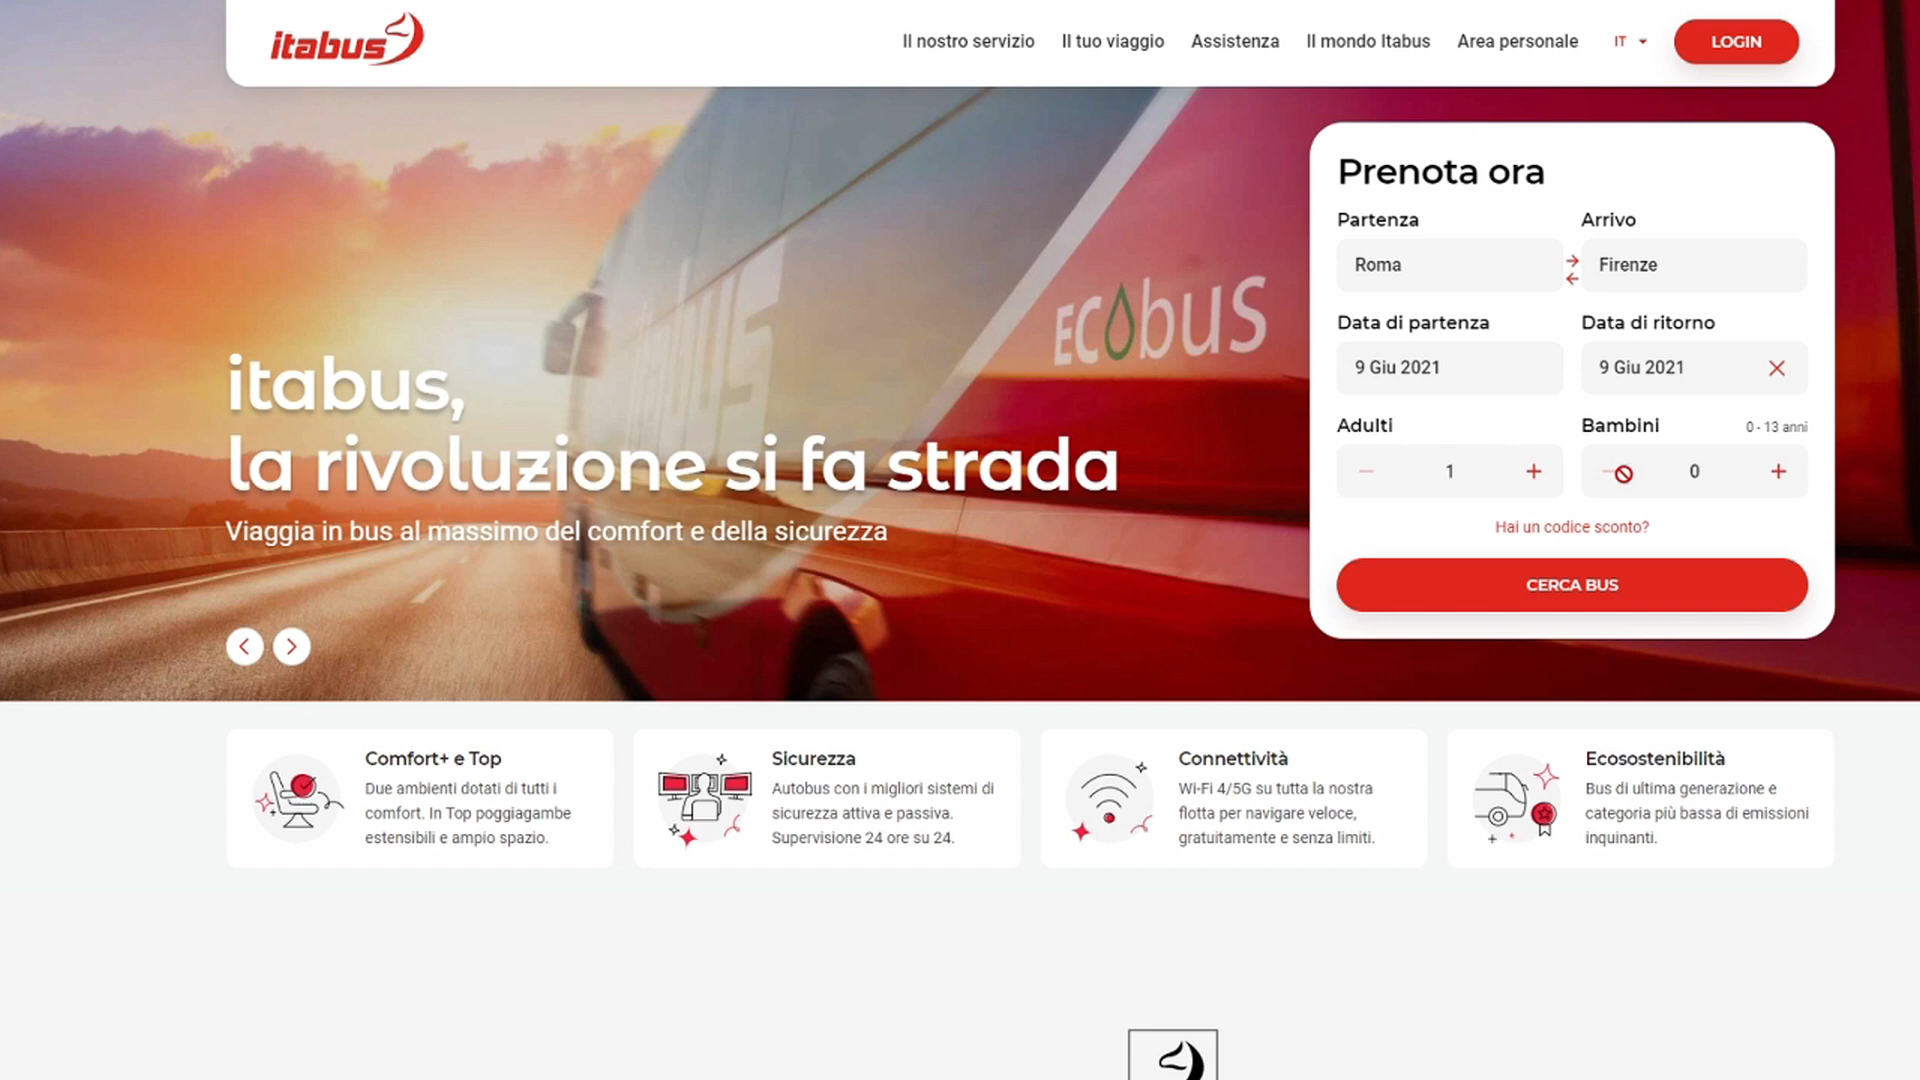 itabus
Il nostro servizio
Il tuo viaggio
Assistenza
Il mondo Itabus
Area personale
IT
LOGIN
itabus,
la rivoluzione si fa strada
Viaggia in bus al massimo del comfort e della sicurezza
ECObus
Prenota ora
Partenza
Arrivo
Roma
Firenze
Data di partenza
Data di ritorno
9 Giu 2021
9 Giu 2021
Adulti
Bambini
0 - 13 anni
1
0
Hai un codice sconto?
CERCA BUS
Comfort+ e Top
Due ambienti dotati di tutti i
comfort. In Top poggiagambe
estensibili e ampio spazio.
Sicurezza
Autobus con i migliori sistemi di
sicurezza attiva e passiva.
Supervisione 24 ore su 24.
Connettività
Wi-Fi 4/5G su tutta la nostra
flotta per navigare veloce,
gratuitamente e senza limiti.
Ecosostenibilità
Bus di ultima generazione e
categoria più bassa di emissioni
inquinanti.